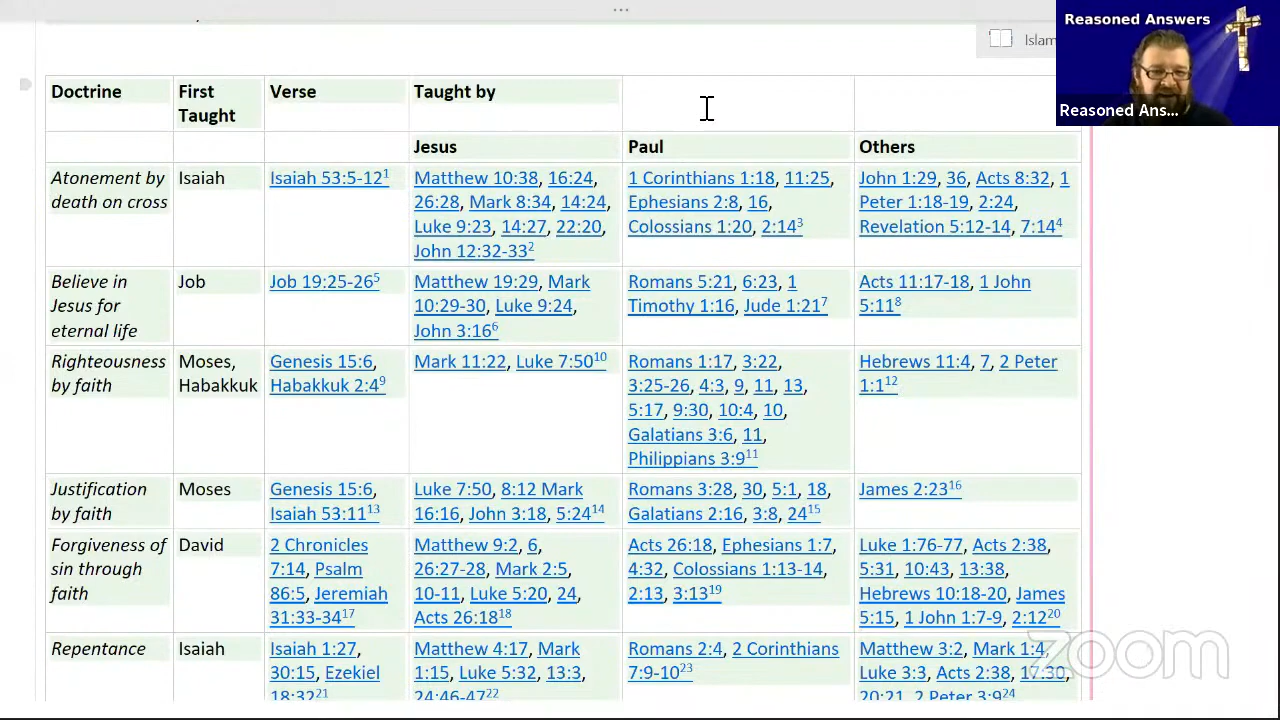 Reasoned Answers
Islam
Reasoned Ans...
Doctrine
First
Taught
Verse
Taught by
Jesus
Paul
Others
Atonement by
death on cross
Isaiah
Isaiah 53:5-12¹
Matthew 10:38, 16:24,
26:28, Mark 8:34, 14:24,
Luke 9:23, 14:27, 22:20,
John 12:32-33²
1 Corinthians 1:18, 11:25,
Ephesians 2:8, 16,
Colossians 1:20, 2:14³
John 1:29, 36, Acts 8:32, 1
Peter 1:18-19, 2:24,
Revelation 5:12-14, 7:14⁴
Believe in
Jesus for
eternal life
Job
Job 19:25-26⁵
Matthew 19:29, Mark
10:29-30, Luke 9:24,
John 3:16⁶
Romans 5:21, 6:23, 1
Timothy 1:16, Jude 1:21⁷
Acts 11:17-18, 1 John
5:11⁸
Righteousness
by faith
Moses,
Habakkuk
Genesis 15:6,
Habakkuk 2:4⁹
Mark 11:22, Luke 7:50¹⁰
Romans 1:17, 3:22,
3:25-26, 4:3, 9, 11, 13,
5:17, 9:30, 10:4, 10,
Galatians 3:6, 11,
Philippians 3:9¹¹
Hebrews 11:4, 7, 2 Peter
1:1¹²
Justification
by faith
Moses
Genesis 15:6,
Isaiah 53:11¹³
Luke 7:50, 8:12 Mark
16:16, John 3:18, 5:24¹⁴
Romans 3:28, 30, 5:1, 18,
Galatians 2:16, 3:8, 24¹⁵
James 2:23¹⁶
Forgiveness of
sin through
faith
David
2 Chronicles
7:14, Psalm
86:5, Jeremiah
31:33-34¹⁷
Matthew 9:2, 6,
26:27-28, Mark 2:5,
10-11, Luke 5:20, 24,
Acts 26:18¹⁸
Acts 26:18, Ephesians 1:7,
4:32, Colossians 1:13-14,
2:13, 3:13¹⁹
Luke 1:76-77, Acts 2:38,
5:31, 10:43, 13:38,
Hebrews 10:18-20, James
5:15, 1 John 1:7-9, 2:12²⁰
Repentance
Isaiah
Isaiah 1:27,
30:15, Ezekiel
18:32²¹
Matthew 4:17, Mark
1:15, Luke 5:32, 13:3,
24:46-47²²
Romans 2:4, 2 Corinthians
7:9-10²³
Matthew 3:2, Mark 1:4,
Luke 3:3, Acts 2:38, 17:30,
20:21, 2 Peter 3:9²⁴
zoom